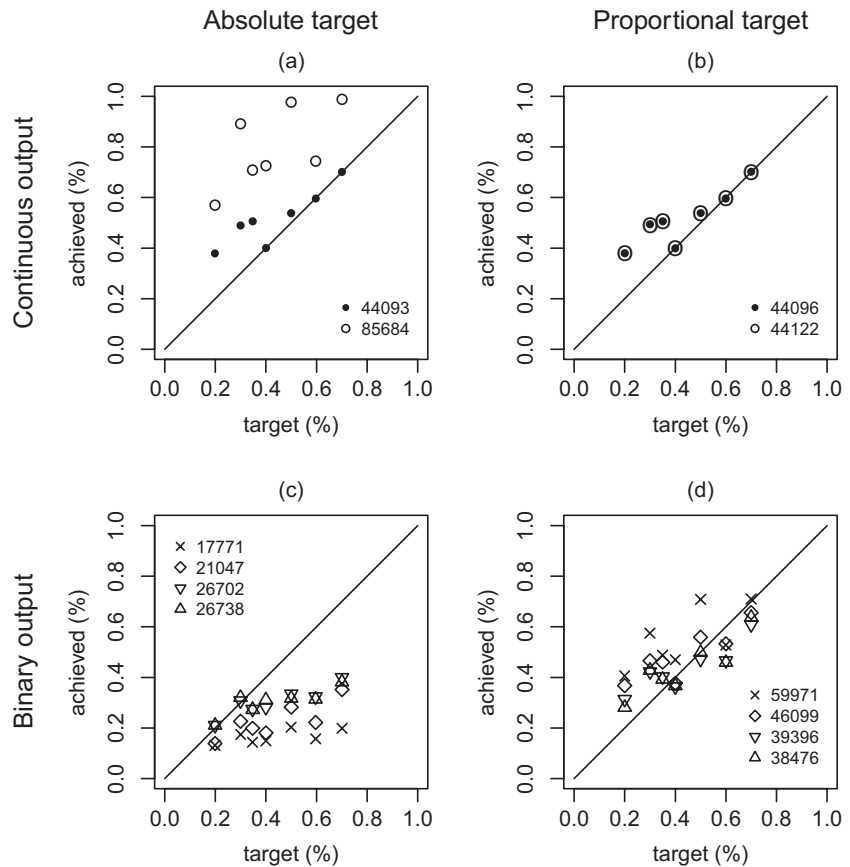 Absolute target
Proportional target
(a)
(b)
Continuous output
achieved (%)
0.0 0.2 0.4 0.6 0.8 1.0
44093
85684
0.0 0.2 0.4 0.6 0.8 1.0
target (%)
achieved (%)
0.0 0.2 0.4 0.6 0.8 1.0
44096
44122
0.0 0.2 0.4 0.6 0.8 1.0
target (%)
(c)
(d)
Binary output
achieved (%)
0.0 0.2 0.4 0.6 0.8 1.0
17771
21047
26702
26738
0.0 0.2 0.4 0.6 0.8 1.0
target (%)
achieved (%)
0.0 0.2 0.4 0.6 0.8 1.0
59971
46099
39396
38476
0.0 0.2 0.4 0.6 0.8 1.0
target (%)